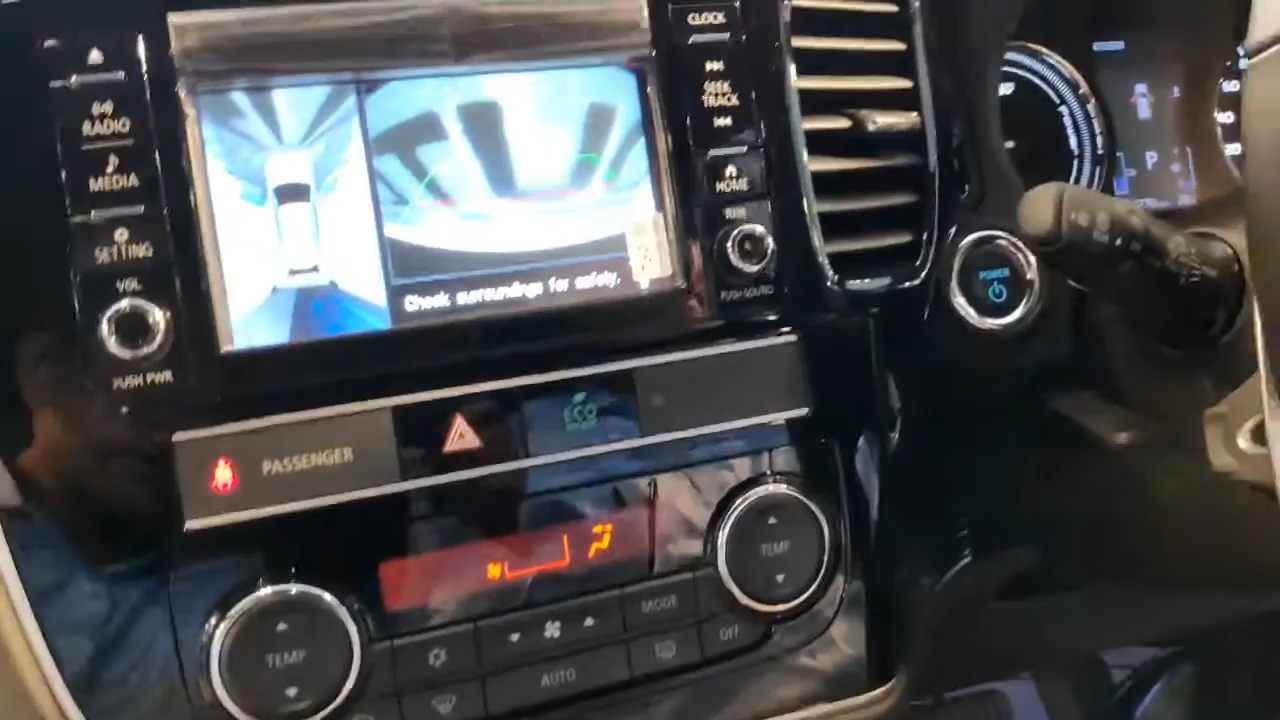 RADIO
MEDIA
SETTING
VOL
PUSH PWR
Check surroundings for safety.
CLOCK
SEEK
TRACK
HOME
PUSH SOUND
POWER
P
PASSENGER
ECO
TEMP
TEMP
MODE
OFF
AUTO